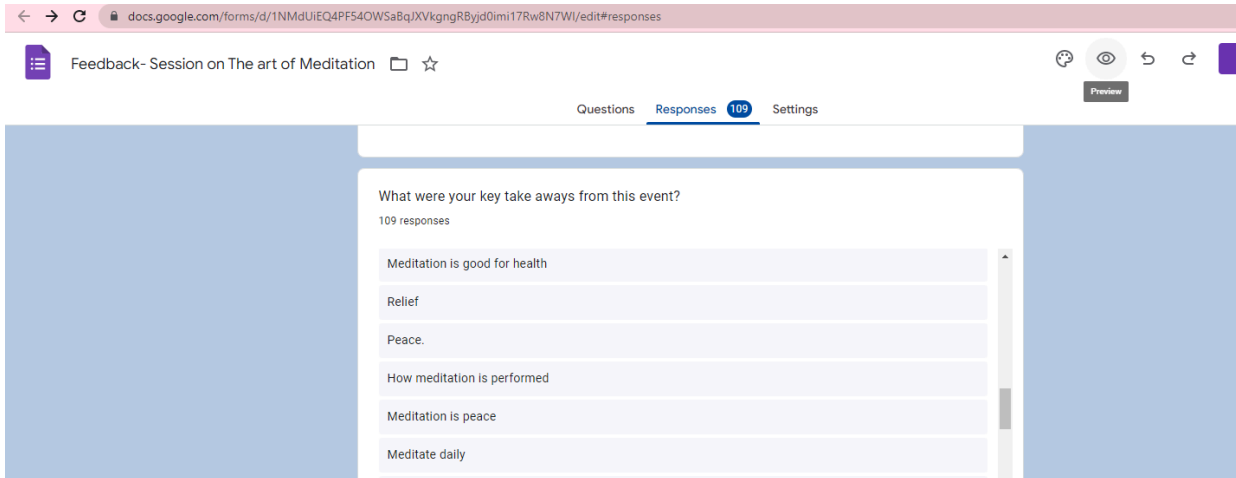 docs.google.com/forms/d/1NMdUiEQ4PF54OWSaBqJXVkgngRByjd0imi17Rw8N7WI/edit#responses
Feedback- Session on The art of Meditation
Preview
Questions Responses 109 Settings
What were your key take aways from this event?
109 responses
Meditation is good for health
Relief
Peace.
How meditation is performed
Meditation is peace
Meditate daily